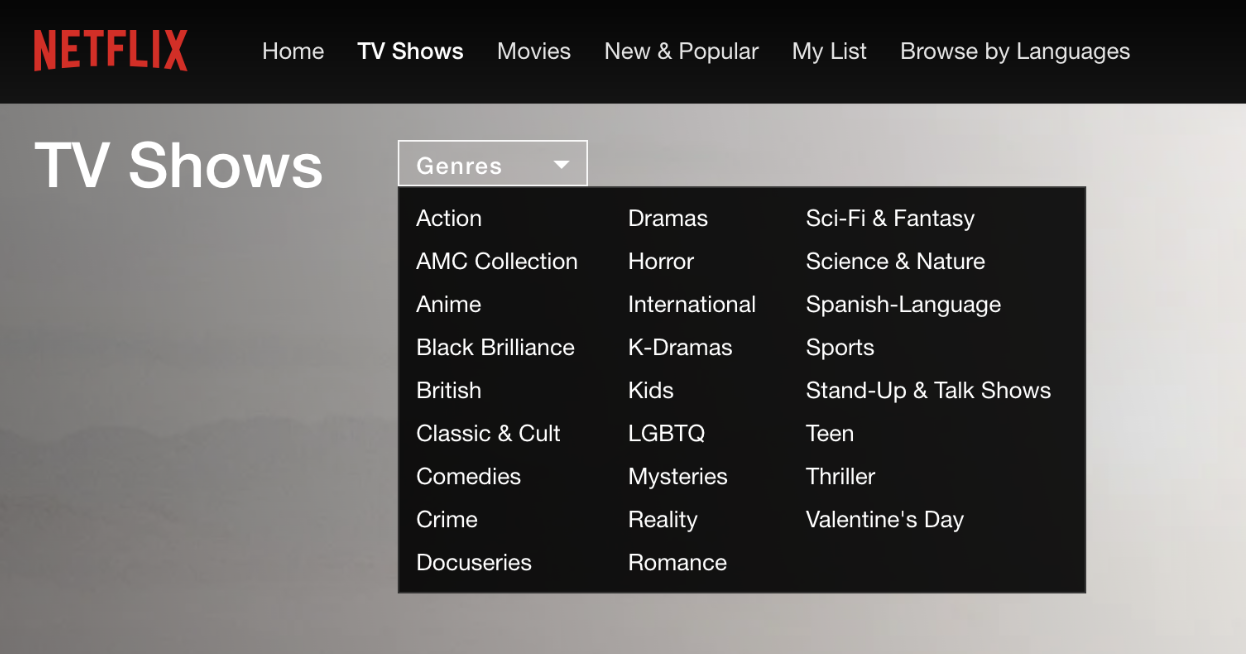 NETFLIX Home TV Shows Movies New & Popular My List Browse by Languages
TV Shows
Genres
Action
AMC Collection
Anime
Black Brilliance
British
Classic & Cult
Comedies
Crime
Docuseries
Dramas
Horror
International
K-Dramas
Kids
LGBTQ
Mysteries
Reality
Romance
Sci-Fi & Fantasy
Science & Nature
Spanish-Language
Sports
Stand-Up & Talk Shows
Teen
Thriller
Valentine's Day